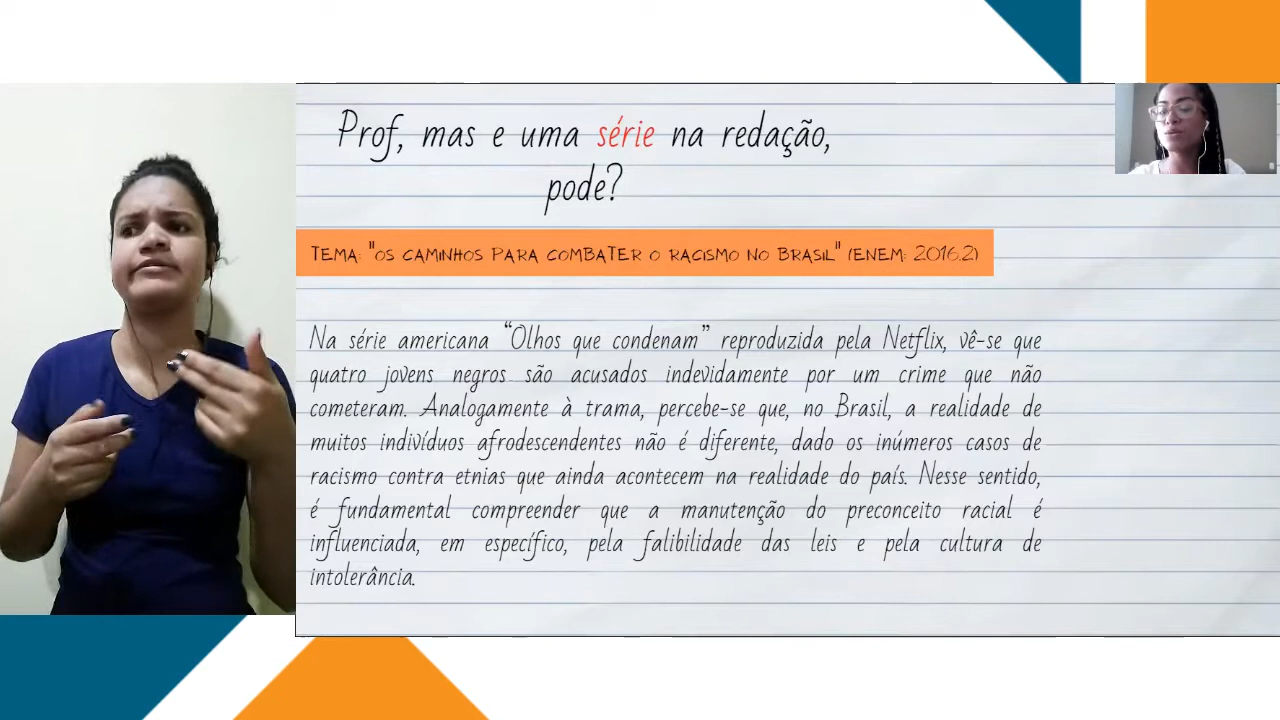 Prof, mas e uma série na redação,
pode?
TEMA: "OS CAMINHOS PARA COMBATER O RACISMO NO BRASIL" (ENEM: 2016.2)
Na série americana “Olhos que condenam” reproduzida pela Netflix, vê-se que
quatro jovens negros são acusados indevidamente por um crime que não
cometeram. Analogamente à trama, percebe-se que, no Brasil, a realidade de
muitos indivíduos afrodescendentes não é diferente, dado os inúmeros casos de
racismo contra etnias que ainda acontecem na realidade do país. Nesse sentido,
é fundamental compreender que a manutenção do preconceito racial é
influenciada, em específico, pela falibilidade das leis e pela cultura de
intolerância.